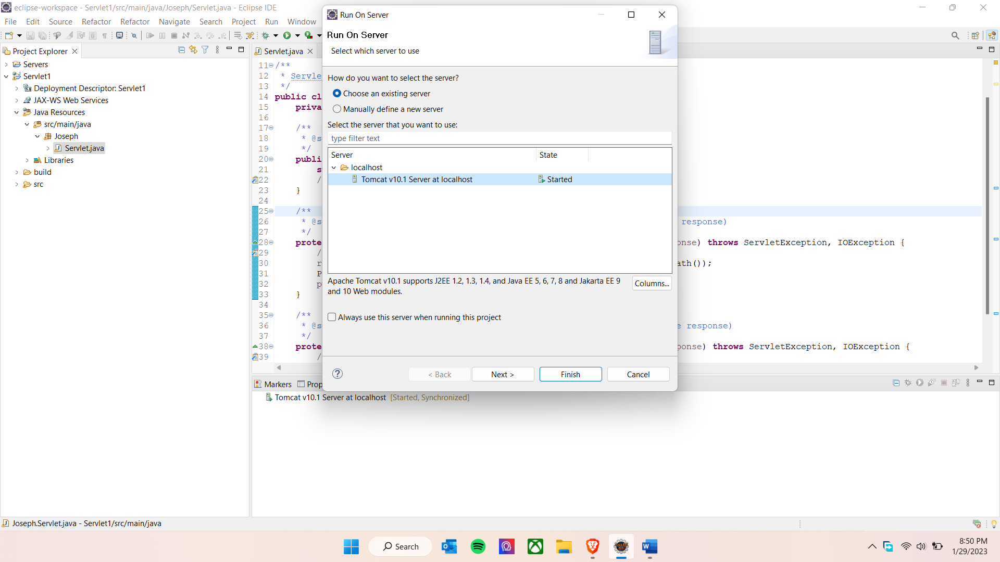 eclipse-workspace - Servlet1/src/main/java/Joseph/Servlet.java - Eclipse IDE
File Edit Source Refactor Refactor Navigate Search Project Run Window
Project Explorer
Servers
Servlet1
Deployment Descriptor: Servlet1
JAX-WS Web Services
Java Resources
src/main/java
Joseph
Servlet.java
Libraries
build
src
Servlet.java
11 /**
12 * Servle
13 */
14 public cl
15 priva
16
17 /**
18 * @s
19 */
20 publi
21 s
22 /
23 }
24
25 /**
26 * @s response)
27 */
28 prote onse) throws ServletException, IOException {
29 /
30 r ath());
31 P
32 p
33 }
34
35 /**
36 * @s e response)
37 */
38 prote ponse) throws ServletException, IOException {
39 /
Run On Server
Run On Server
Select which server to use
How do you want to select the server?
Choose an existing server
Manually define a new server
Select the server that you want to use:
type filter text
Server State
localhost
Tomcat v10.1 Server at localhost Started
Apache Tomcat v10.1 supports J2EE 1.2, 1.3, 1.4, and Java EE 5, 6, 7, 8 and Jakarta EE 9
and 10 Web modules.
Columns...
Always use this server when running this project
< Back Next > Finish Cancel
Markers Prop
Tomcat v10.1 Server at localhost [Started, Synchronized]
Joseph.Servlet.java - Servlet1/src/main/java
Search
8:50 PM
1/29/2023